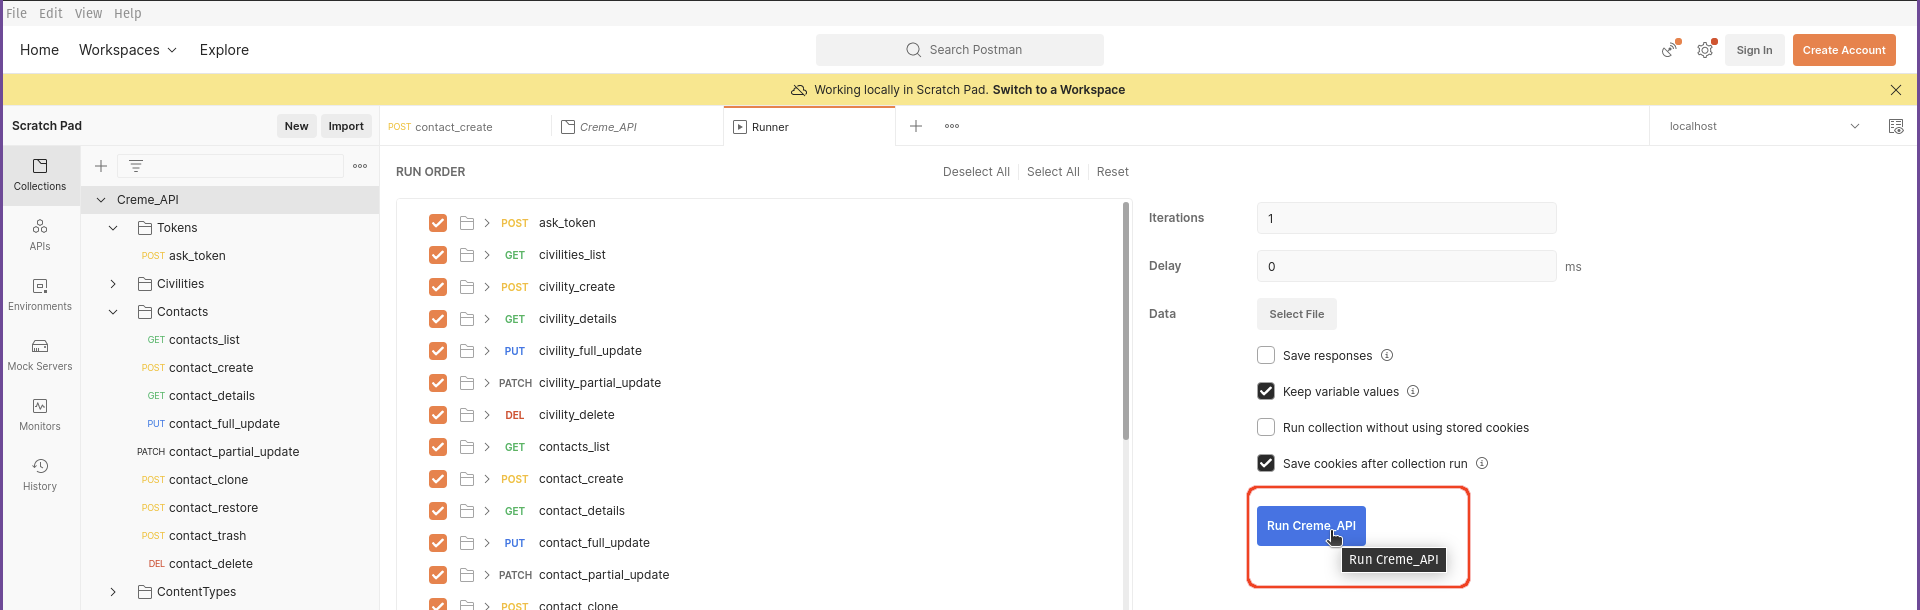 File Edit View Help
Home Workspaces Explore
Search Postman
Sign In
Create Account
Working locally in Scratch Pad. Switch to a Workspace
Scratch Pad
New
Import
POST contact_create
Creme_API
Runner
localhost
Collections
APIs
Environments
Mock Servers
Monitors
History
Creme_API
Tokens
POST ask_token
Civilities
Contacts
GET contacts_list
POST contact_create
GET contact_details
PUT contact_full_update
PATCH contact_partial_update
POST contact_clone
POST contact_restore
POST contact_trash
DEL contact_delete
ContentTypes
RUN ORDER
Deselect All Select All Reset
POST ask_token
GET civilities_list
POST civility_create
GET civility_details
PUT civility_full_update
PATCH civility_partial_update
DEL civility_delete
GET contacts_list
POST contact_create
GET contact_details
PUT contact_full_update
PATCH contact_partial_update
POST contact_clone
Iterations 1
Delay 0 ms
Data Select File
Save responses
Keep variable values
Run collection without using stored cookies
Save cookies after collection run
Run Creme_API
Run Creme_API